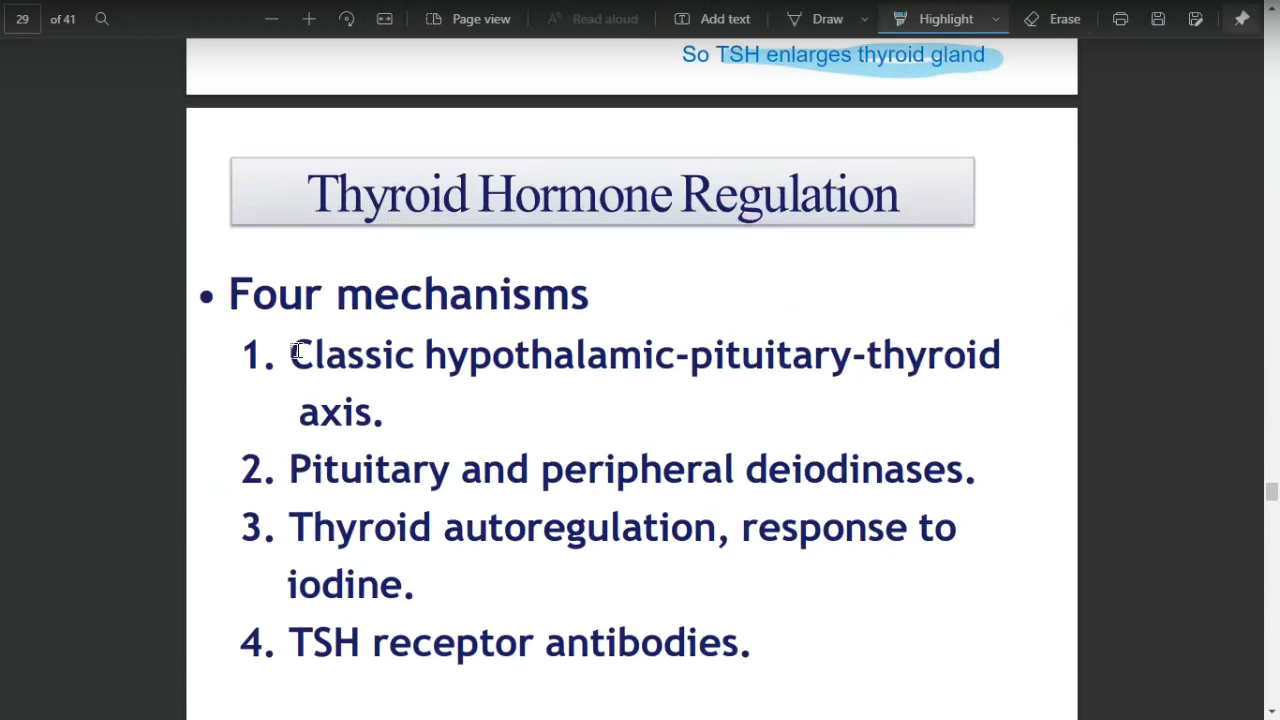 29 of 41 Page view Read aloud Add text Draw Highlight Erase
So TSH enlarges thyroid gland
Thyroid Hormone Regulation
• Four mechanisms
1. Classic hypothalamic-pituitary-thyroid
axis.
2. Pituitary and peripheral deiodinases.
3. Thyroid autoregulation, response to
iodine.
4. TSH receptor antibodies.